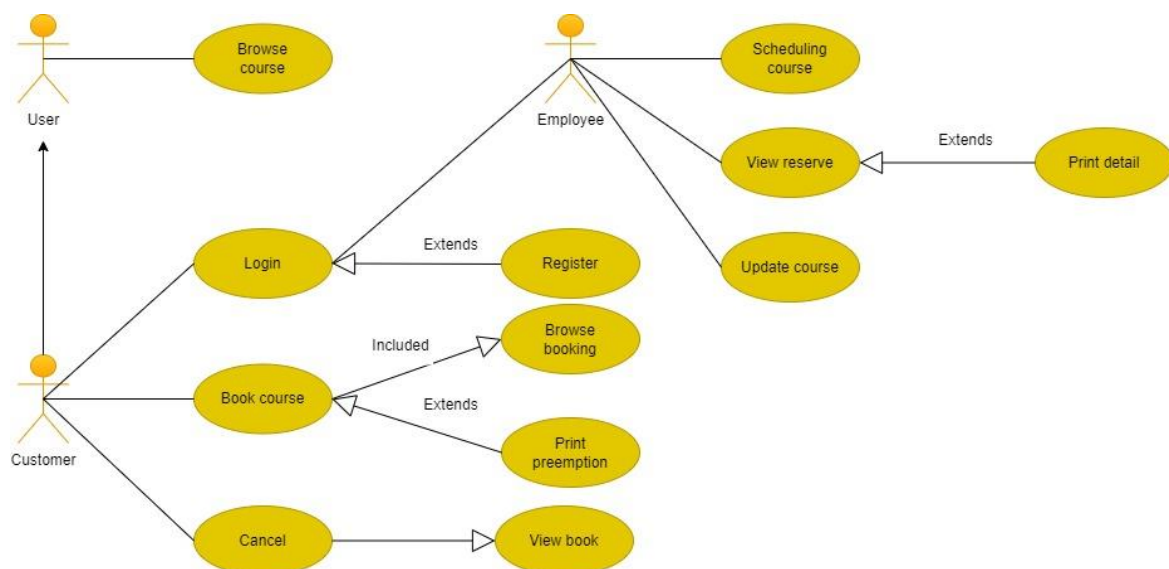 Browse
course
Scheduling
course
User
Employee
Extends
View reserve
Print detail
Extends
Login
Register
Update course
Browse
booking
Included
Book course
Extends
Customer
Print
preemption
Cancel
View book